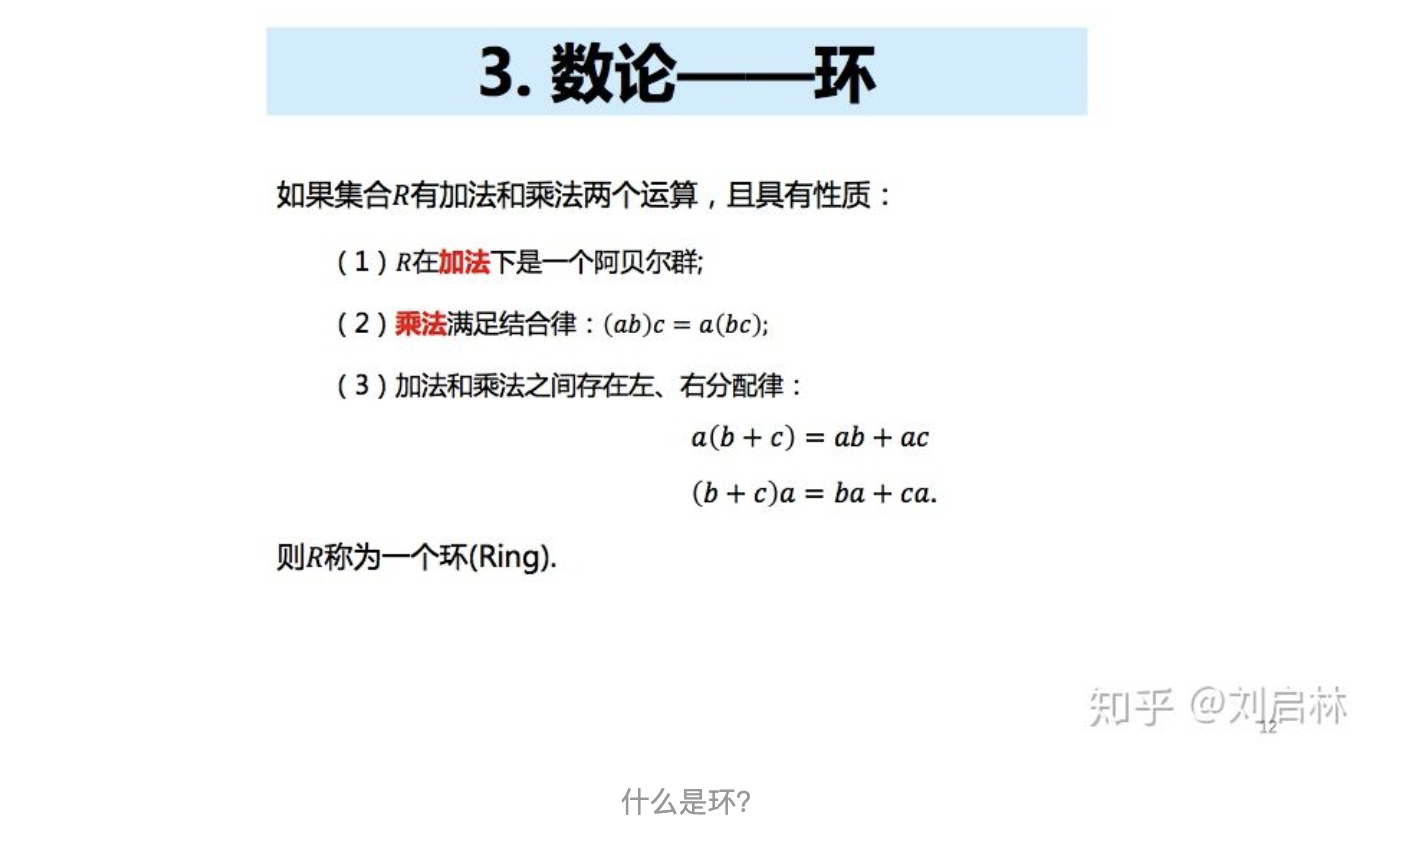 3. 数论——环
如果集合R有加法和乘法两个运算，且具有性质：
（1）R在加法下是一个阿贝尔群;
（2）乘法满足结合律：(ab)c = a(bc);
（3）加法和乘法之间存在左、右分配律：
a(b + c) = ab + ac
(b + c)a = ba + ca.
则R称为一个环(Ring).
知乎 @刘启林
12
什么是环?